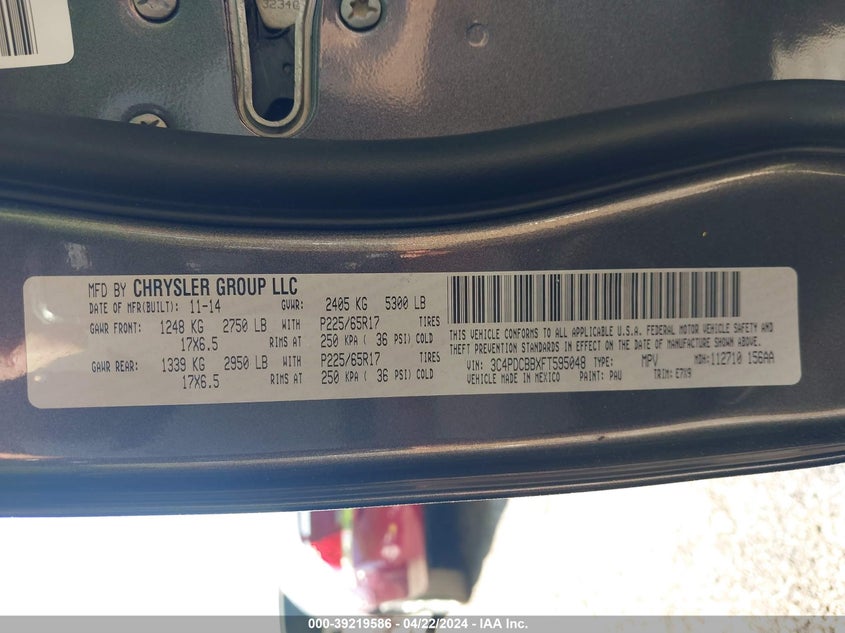 3234C
MFD BY CHRYSLER GROUP LLC
DATE OF MFR(BUILT): 11-14 GVWR: 2405 KG 5300 LB
GAWR FRONT: 1248 KG 2750 LB WITH P225/65R17 TIRES
17X6.5 RIMS AT 250 KPA ( 36 PSI) COLD
GAWR REAR: 1339 KG 2950 LB WITH P225/65R17 TIRES
17X6.5 RIMS AT 250 KPA ( 36 PSI) COLD
THIS VEHICLE CONFORMS TO ALL APPLICABLE U.S.A. FEDERAL MOTOR VEHICLE SAFETY AND
THEFT PREVENTION STANDARDS IN EFFECT ON THE DATE OF MANUFACTURE SHOWN ABOVE.
VIN: 3C4PDCBBXFT595048 TYPE: MPV MDH:112710 156AA
VEHICLE MADE IN MEXICO PAINT: PAU TRIM: E7X9
000-39219586 - 04/22/2024 - IAA Inc.